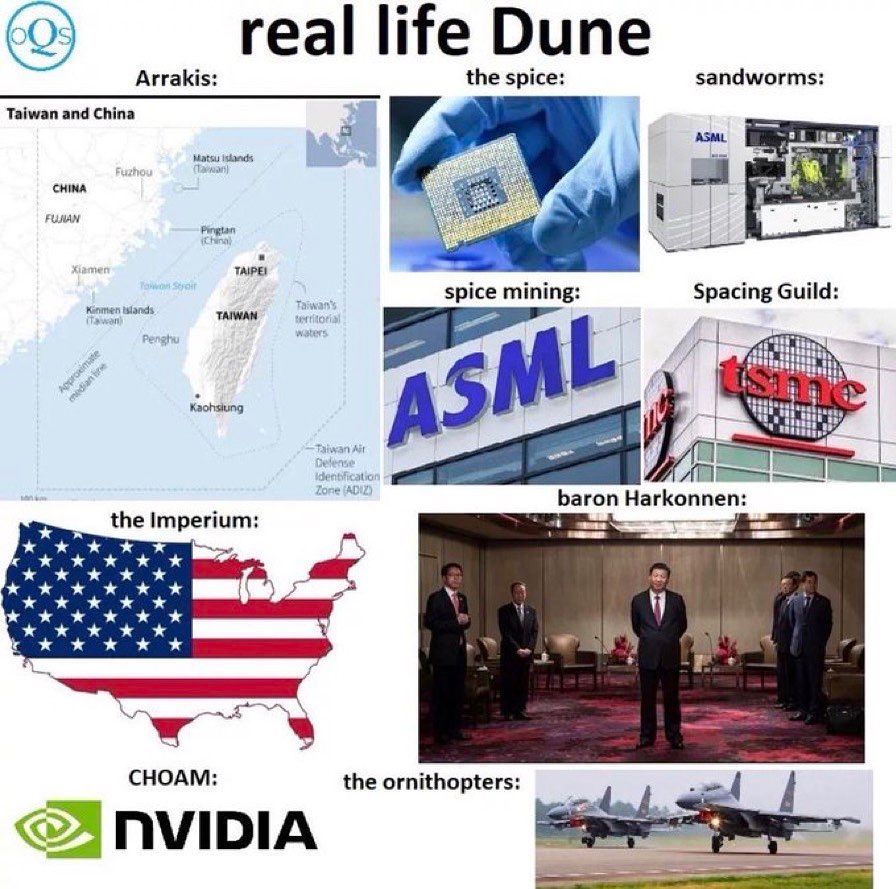 oQs
real life Dune
Arrakis:
the spice:
sandworms:
Taiwan and China
Matsu Islands
(Taiwan)
Fuzhou
CHINA
FUJIAN
Pingtan
(China)
Xiamen
TAIPEI
Taiwan Strait
Kinmen Islands
(Taiwan)
TAIWAN
Taiwan's
territorial
waters
Penghu
Approximate
median line
Kaohsiung
Taiwan Air
Defense
Identification
Zone (ADIZ)
ASML
spice mining:
Spacing Guild:
ASML
tsmc
baron Harkonnen:
the Imperium:
CHOAM:
the ornithopters:
NVIDIA